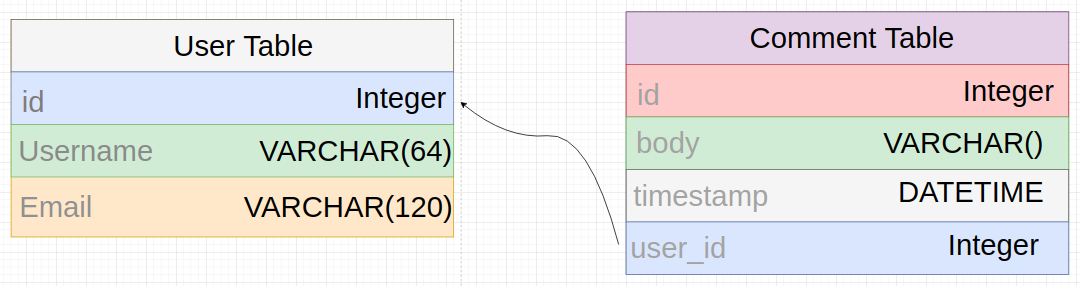 User Table
id Integer
Username VARCHAR(64)
Email VARCHAR(120)
Comment Table
id Integer
body VARCHAR()
timestamp DATETIME
user_id Integer